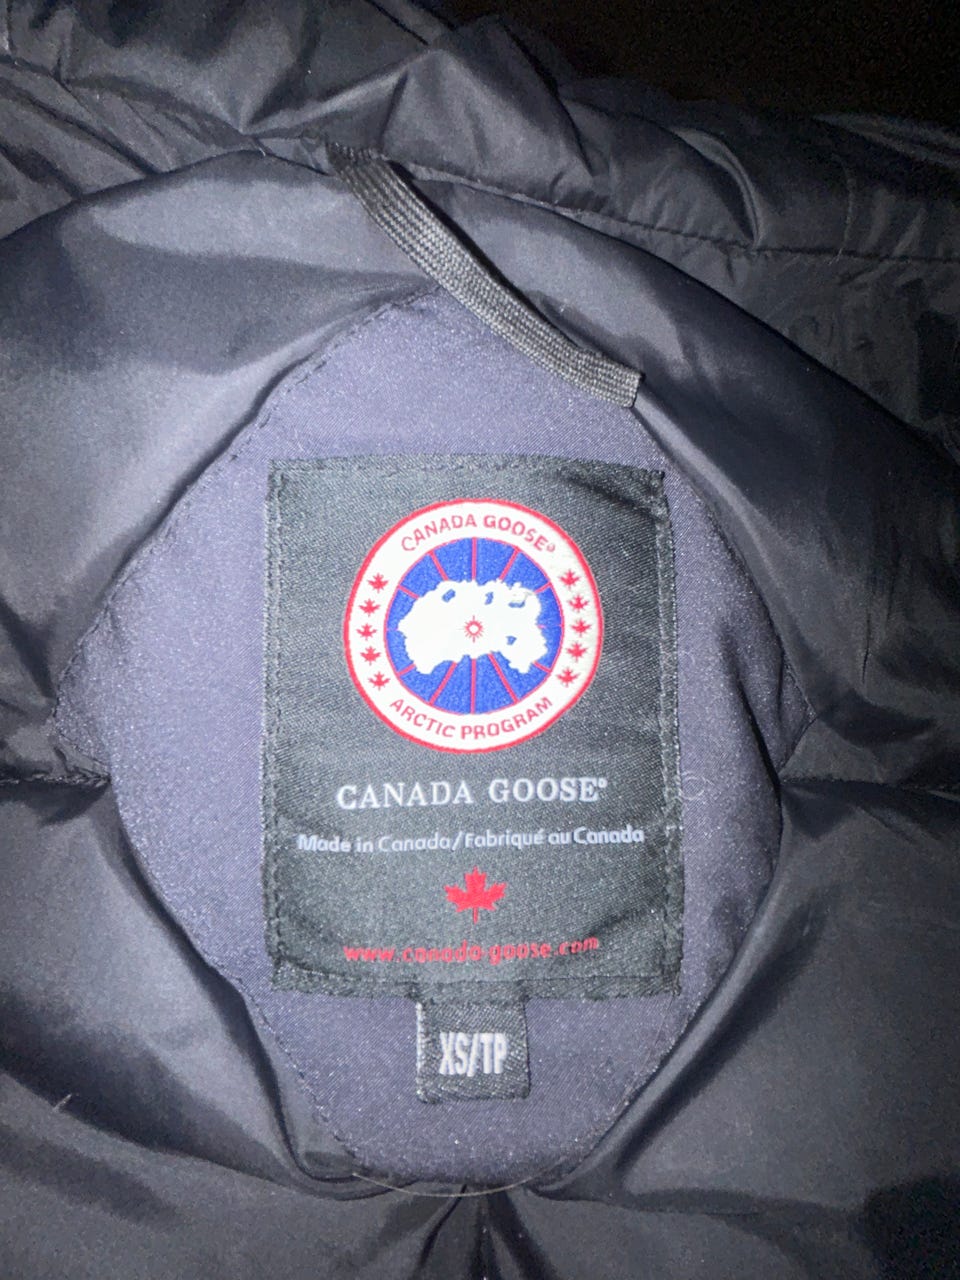 CANADA GOOSE®
ARCTIC PROGRAM
CANADA GOOSE®
Made in Canada/Fabriqué au Canada
www.canada-goose.com
XS/TP